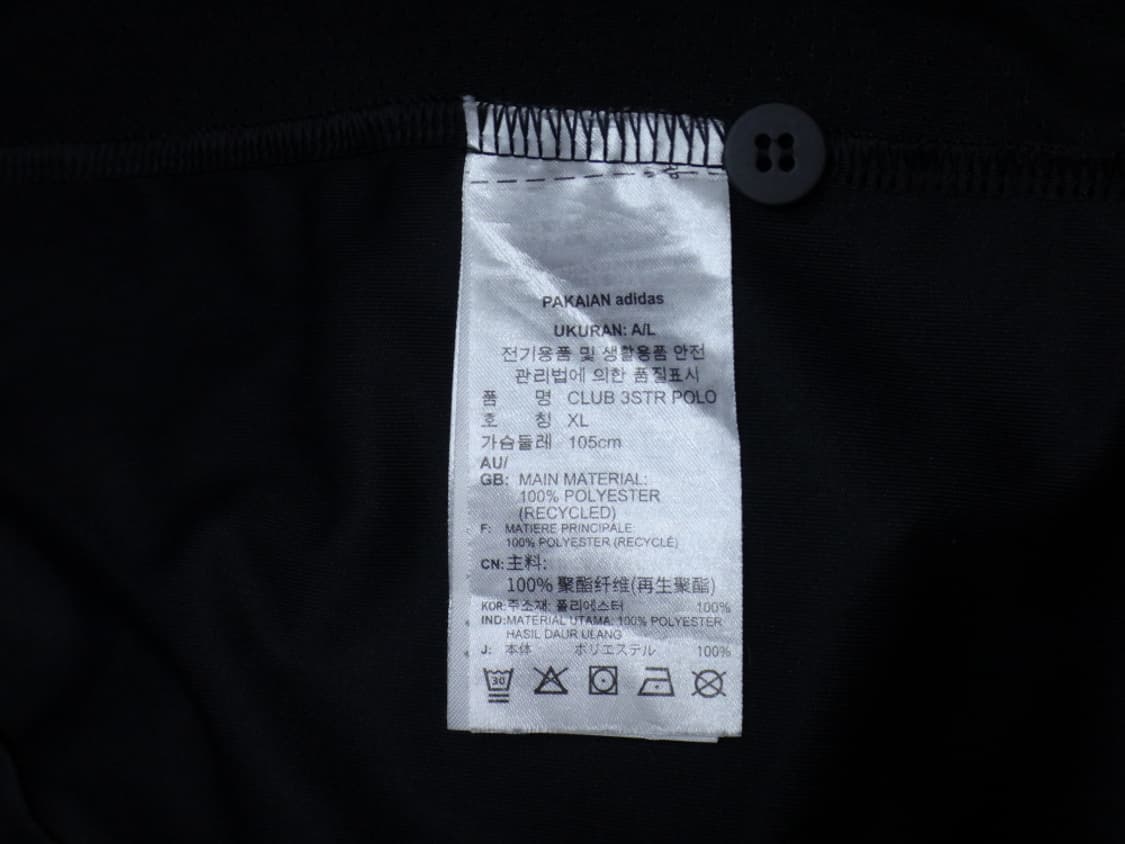 PAKAIAN adidas
UKURAN: A/L
전기용품 및 생활용품 안전
관리법에 의한 품질표시
품 명 CLUB 3STR POLO
호 칭 XL
가슴둘레 105cm
AU/
GB: MAIN MATERIAL:
100% POLYESTER
(RECYCLED)
F: MATIERE PRINCIPALE:
100% POLYESTER (RECYCLÉ)
CN: 主料:
100% 聚酯纤维(再生聚酯)
KOR: 주소재: 폴리에스터 100%
IND: MATERIAL UTAMA: 100% POLYESTER
HASIL DAUR ULANG
J: 本体 ポリエステル 100%
30